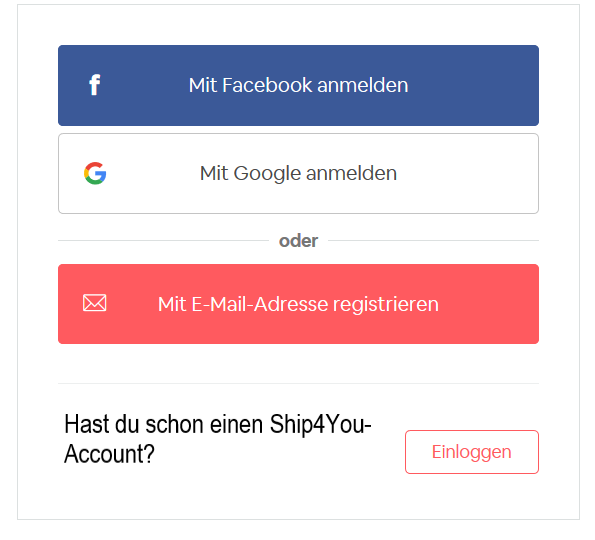 Mit Facebook anmelden
Mit Google anmelden
oder
Mit E-Mail-Adresse registrieren
Hast du schon einen Ship4You-
Account?
Einloggen